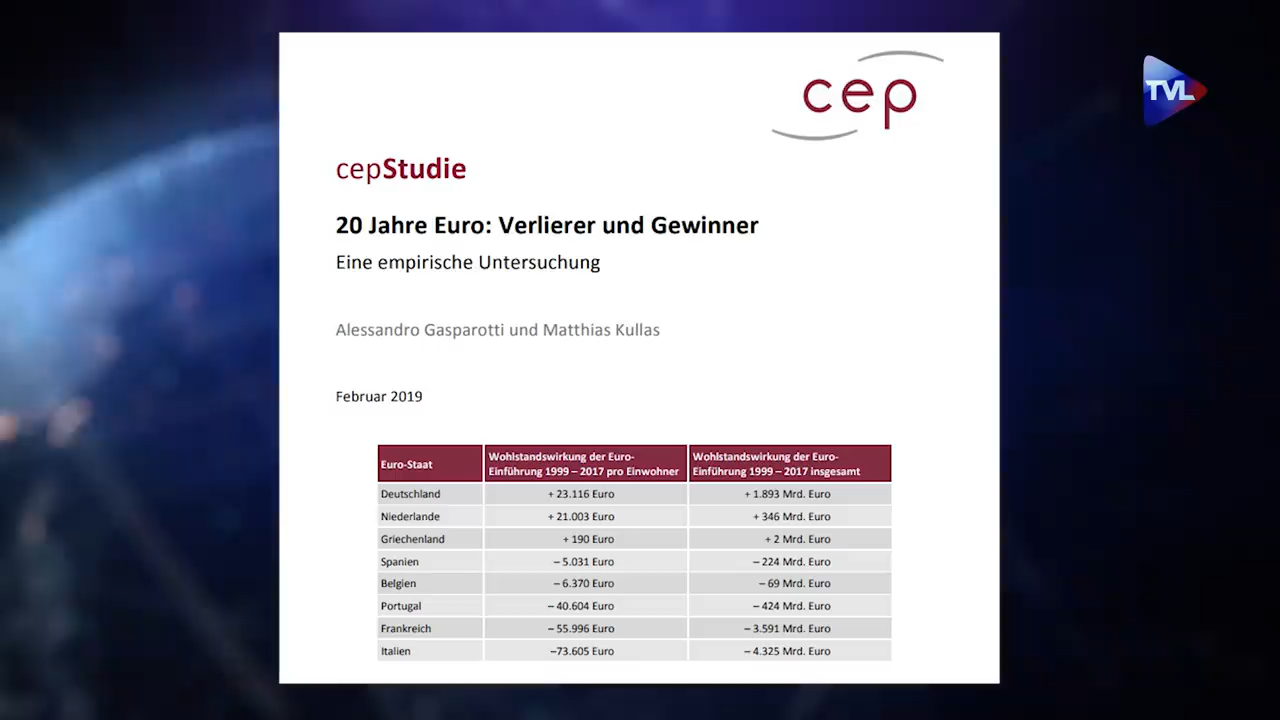 cep
TVL
cepStudie
20 Jahre Euro: Verlierer und Gewinner
Eine empirische Untersuchung
Alessandro Gasparotti und Matthias Kullas
Februar 2019
Euro-Staat
Wohlstandswirkung der Euro-
Einführung 1999 – 2017 pro Einwohner
Wohlstandswirkung der Euro-
Einführung 1999 – 2017 insgesamt
Deutschland + 23.116 Euro + 1.893 Mrd. Euro
Niederlande + 21.003 Euro + 346 Mrd. Euro
Griechenland + 190 Euro + 2 Mrd. Euro
Spanien – 5.031 Euro – 224 Mrd. Euro
Belgien – 6.370 Euro – 69 Mrd. Euro
Portugal – 40.604 Euro – 424 Mrd. Euro
Frankreich – 55.996 Euro – 3.591 Mrd. Euro
Italien –73.605 Euro – 4.325 Mrd. Euro